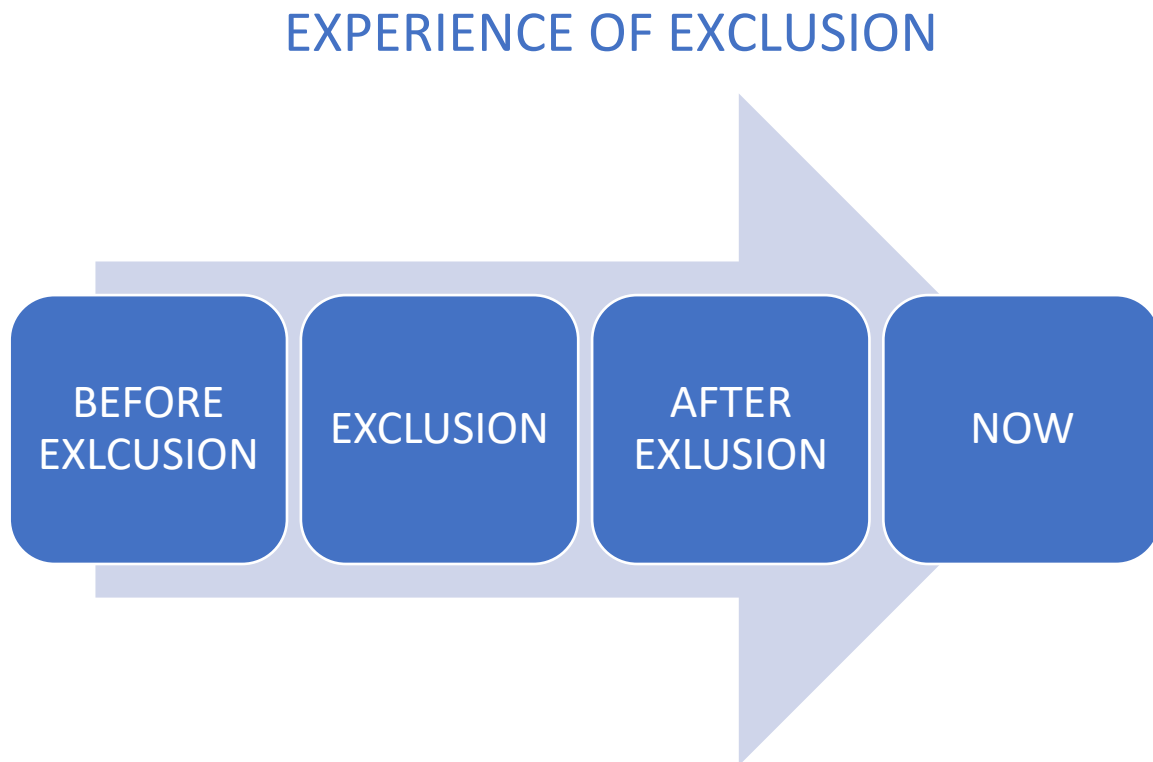 EXPERIENCE OF EXCLUSION
BEFORE
EXLCUSION
EXCLUSION
AFTER
EXLUSION
NOW